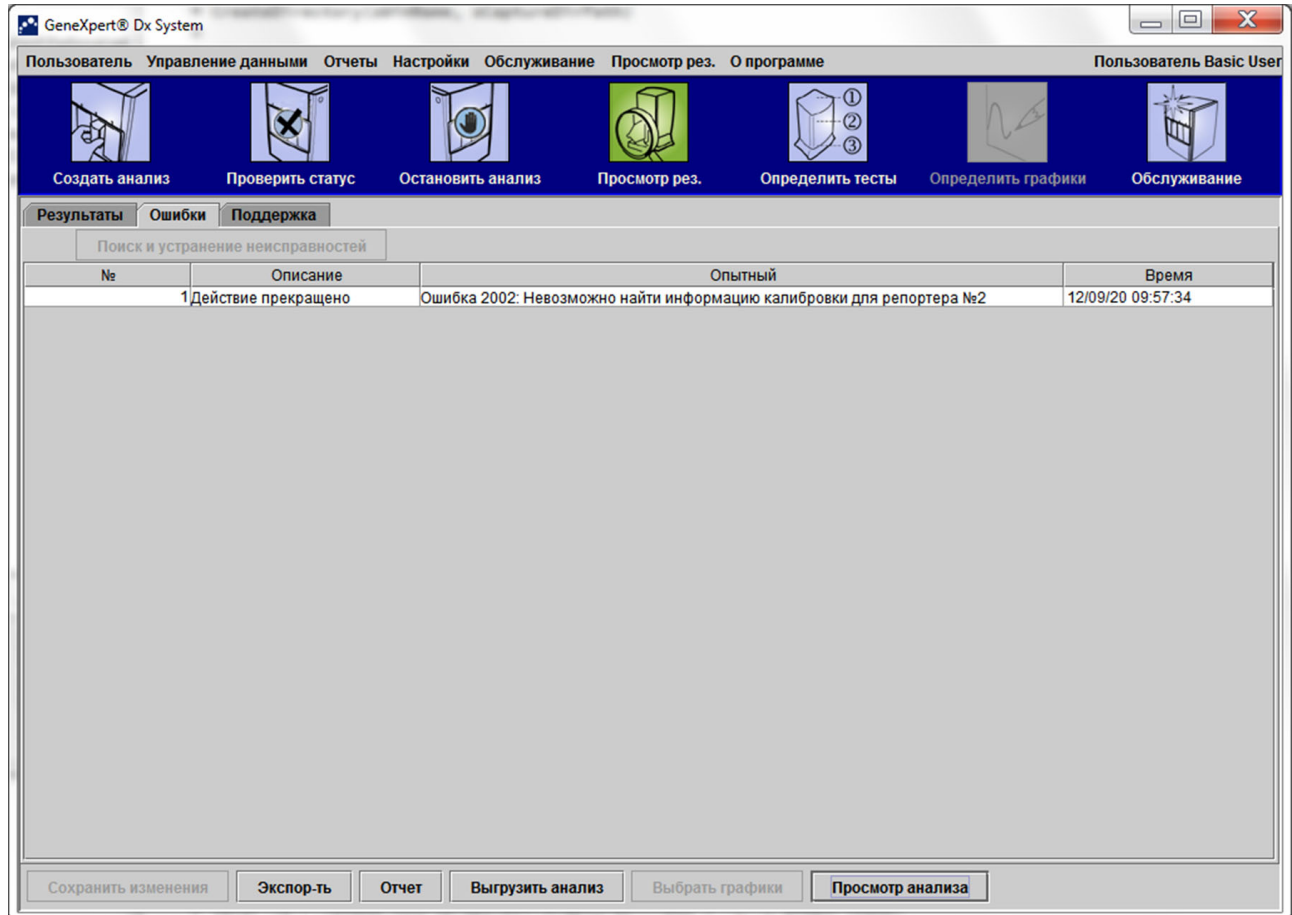 GeneXpert® Dx System
Пользователь Управление данными Отчеты Настройки Обслуживание Просмотр рез. О программе Пользователь Basic User
1
2
3
Создать анализ Проверить статус Остановить анализ Просмотр рез. Определить тесты Определить графики Обслуживание
Результаты Ошибки Поддержка
Поиск и устранение неисправностей
№ Описание Опытный Время
1 Действие прекращено Ошибка 2002: Невозможно найти информацию калибровки для репортера №2 12/09/20 09:57:34
Сохранить изменения Экспор-ть Отчет Выгрузить анализ Выбрать графики Просмотр анализа